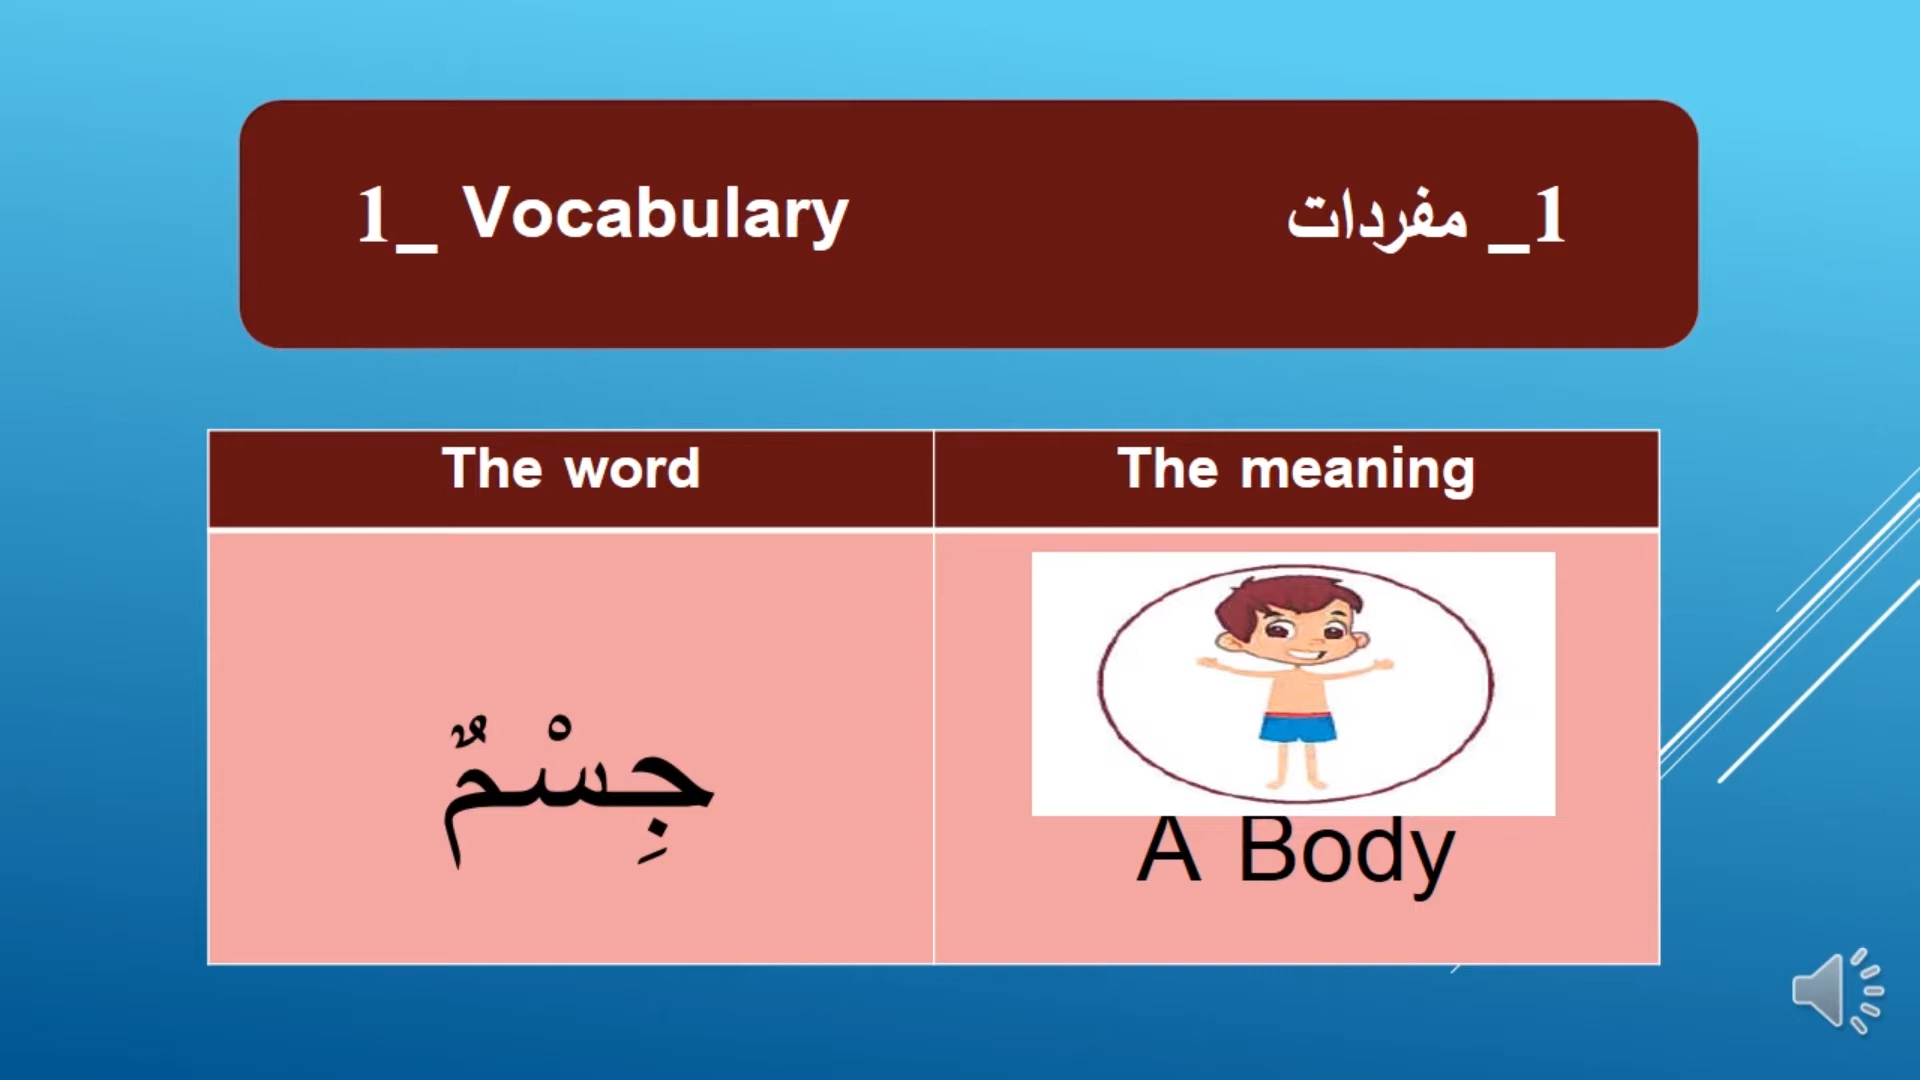 1_ Vocabulary
1_ مفردات
The word
The meaning
جِسْمٌ
A Body